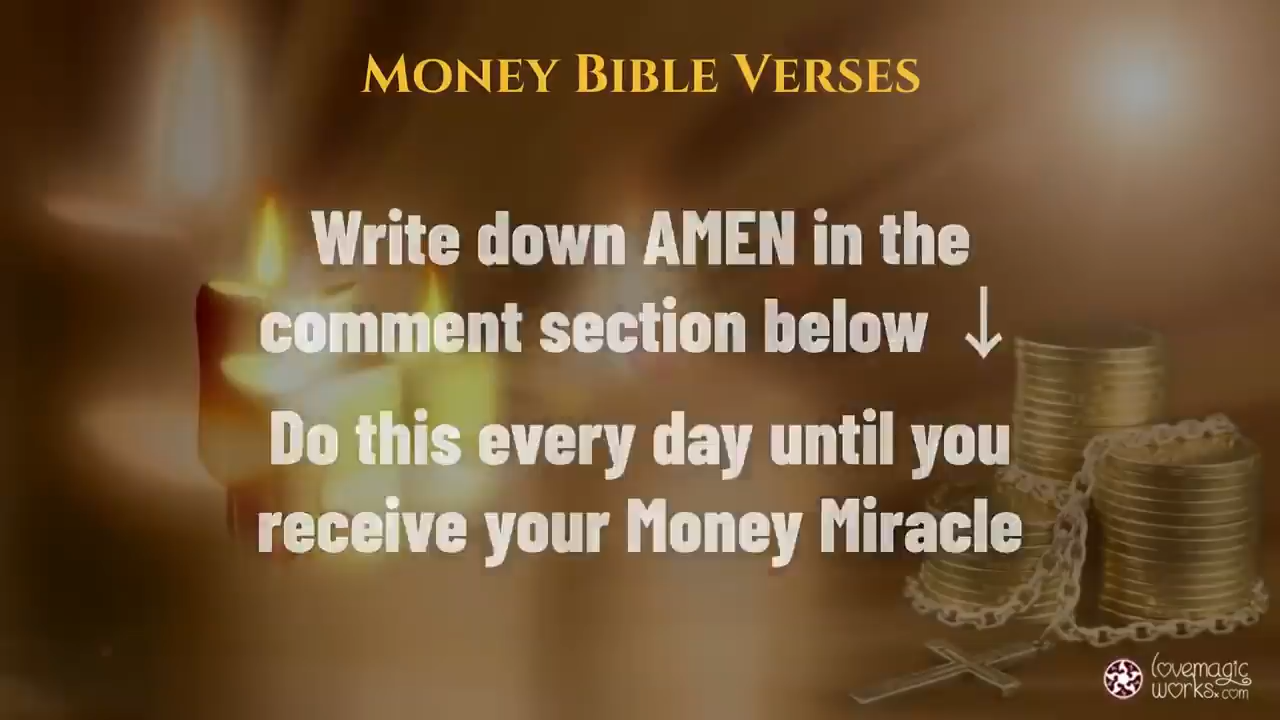 Money Bible Verses
Write down AMEN in the
comment section below ↓
Do this every day until you
receive your Money Miracle
lovemagic
works.com